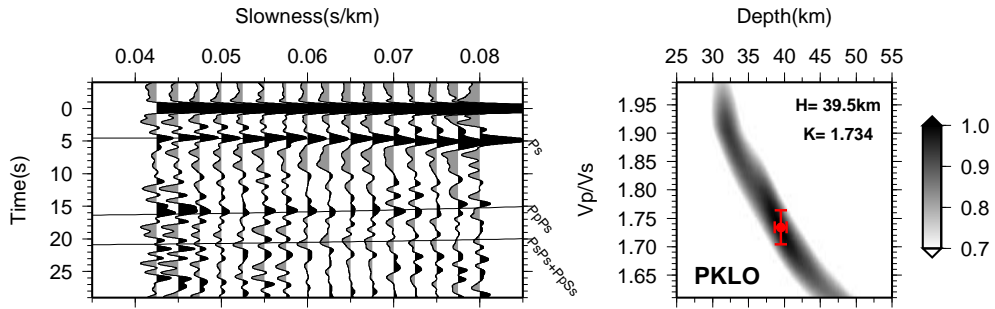 Slowness(s/km)
0.04 0.05 0.06 0.07 0.08
Time(s)
0
5
10
15
20
25
Ps
PpPs
PsPs+PpSs
Depth(km)
25 30 35 40 45 50 55
Vp/Vs
1.95
1.90
1.85
1.80
1.75
1.70
1.65
H= 39.5km
K= 1.734
PKLO
1.0
0.9
0.8
0.7